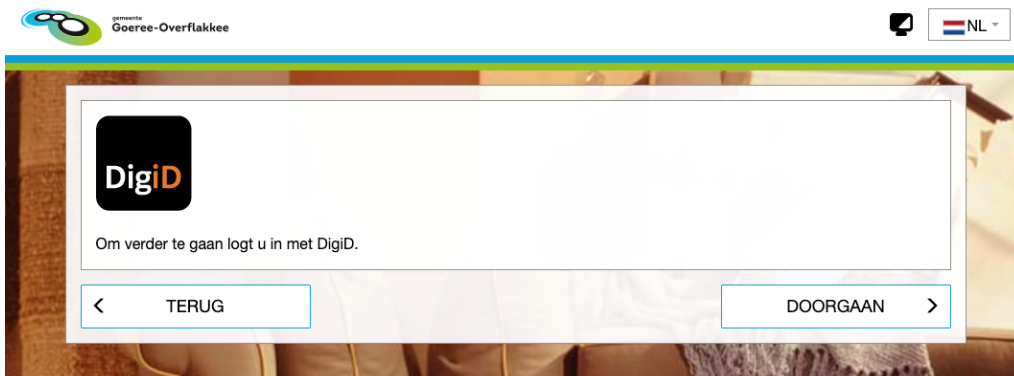 gemeente
Goeree-Overflakkee
NL
DigiD
Om verder te gaan logt u in met DigiD.
TERUG
DOORGAAN